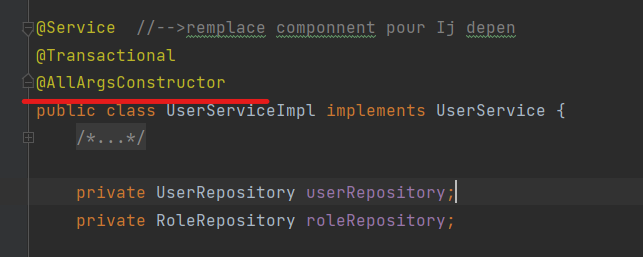 @Service //-->remplace componnent pour Ij depen
@Transactional
@AllArgsConstructor
public class UserServiceImpl implements UserService {
/*...*/
private UserRepository userRepository;
private RoleRepository roleRepository;